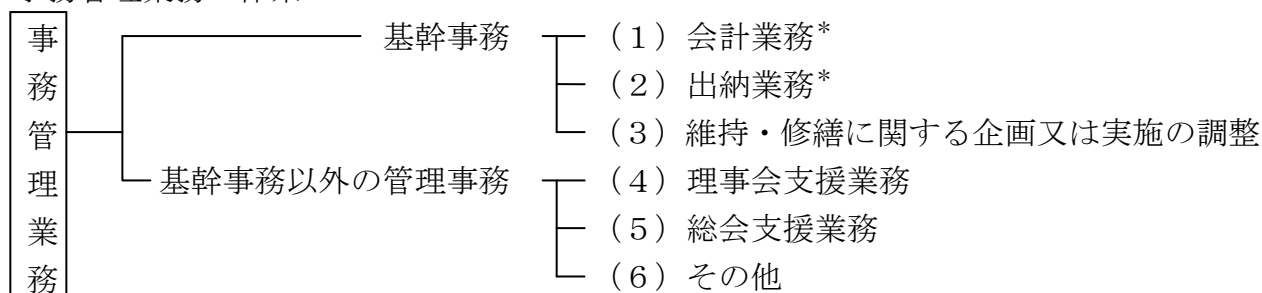 事務管理業務
基幹事務
（１）会計業務*
（２）出納業務*
（３）維持・修繕に関する企画又は実施の調整
基幹事務以外の管理事務
（４）理事会支援業務
（５）総会支援業務
（６）その他